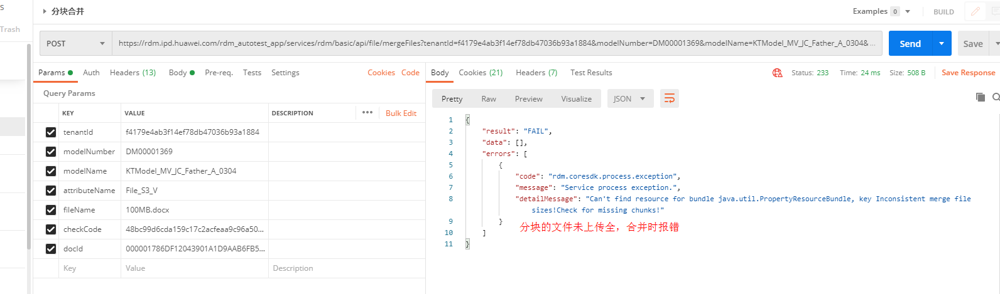 s
Trash
分块合并
Examples 0
BUILD
POST
https://rdm.ipd.huawei.com/rdm_autotest_app/services/rdm/basic/api/file/mergeFiles?tenantId=f4179e4ab3f14ef78db47036b93a1884&modelNumber=DM00001369&modelName=KTModel_MV_JC_Father_A_0304& ...
Send
Save
Params
Auth
Headers (13)
Body
Pre-req.
Tests
Settings
Cookies
Code
Query Params
KEY
VALUE
DESCRIPTION
•••
Bulk Edit
tenantId
f4179e4ab3f14ef78db47036b93a1884
modelNumber
DM00001369
modelName
KTModel_MV_JC_Father_A_0304
attributeName
File_S3_V
fileName
100MB.docx
checkCode
48bc99d6cda159c17c2acfeaa9c96a50...
docId
000001786DF12043901A1D9AAB6FB5...
Key
Value
Description
Body
Cookies (21)
Headers (7)
Test Results
Status: 233
Time: 24 ms
Size: 508 B
Save Response
Pretty
Raw
Preview
Visualize
JSON
1 {
2 "result": "FAIL",
3 "data": [],
4 "errors": [
5 {
6 "code": "rdm.coresdk.process.exception",
7 "message": "Service process exception.",
8 "detailMessage": "Can't find resource for bundle java.util.PropertyResourceBundle, key Inconsistent merge file
sizes!Check for missing chunks!"
9 }
分块的文件未上传全，合并时报错
10 ]
11 }